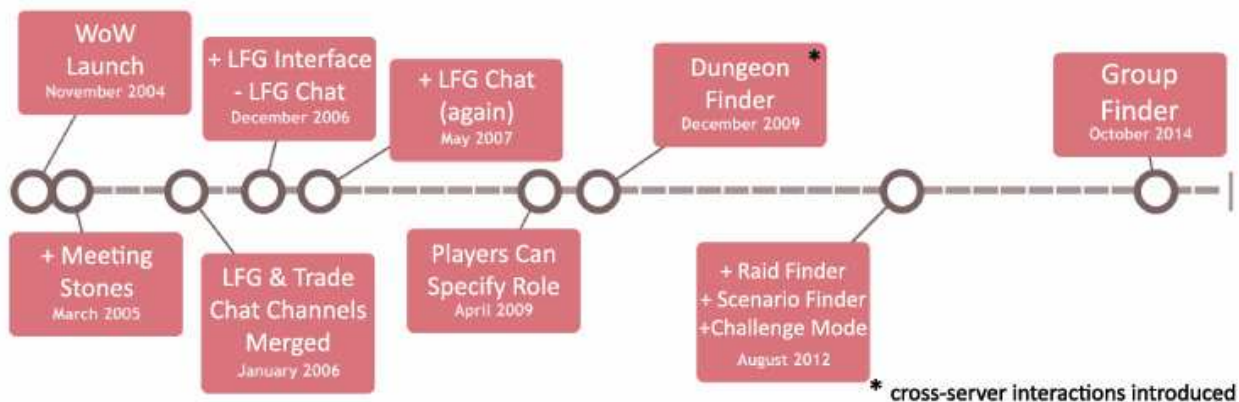 WoW
Launch
November 2004
+ LFG Interface
- LFG Chat
December 2006
+ LFG Chat
(again)
May 2007
Dungeon *
Finder
December 2009
Group
Finder
October 2014
+ Meeting
Stones
March 2005
LFG & Trade
Chat Channels
Merged
January 2006
Players Can
Specify Role
April 2009
+ Raid Finder
+ Scenario Finder
+Challenge Mode
August 2012
* cross-server interactions introduced